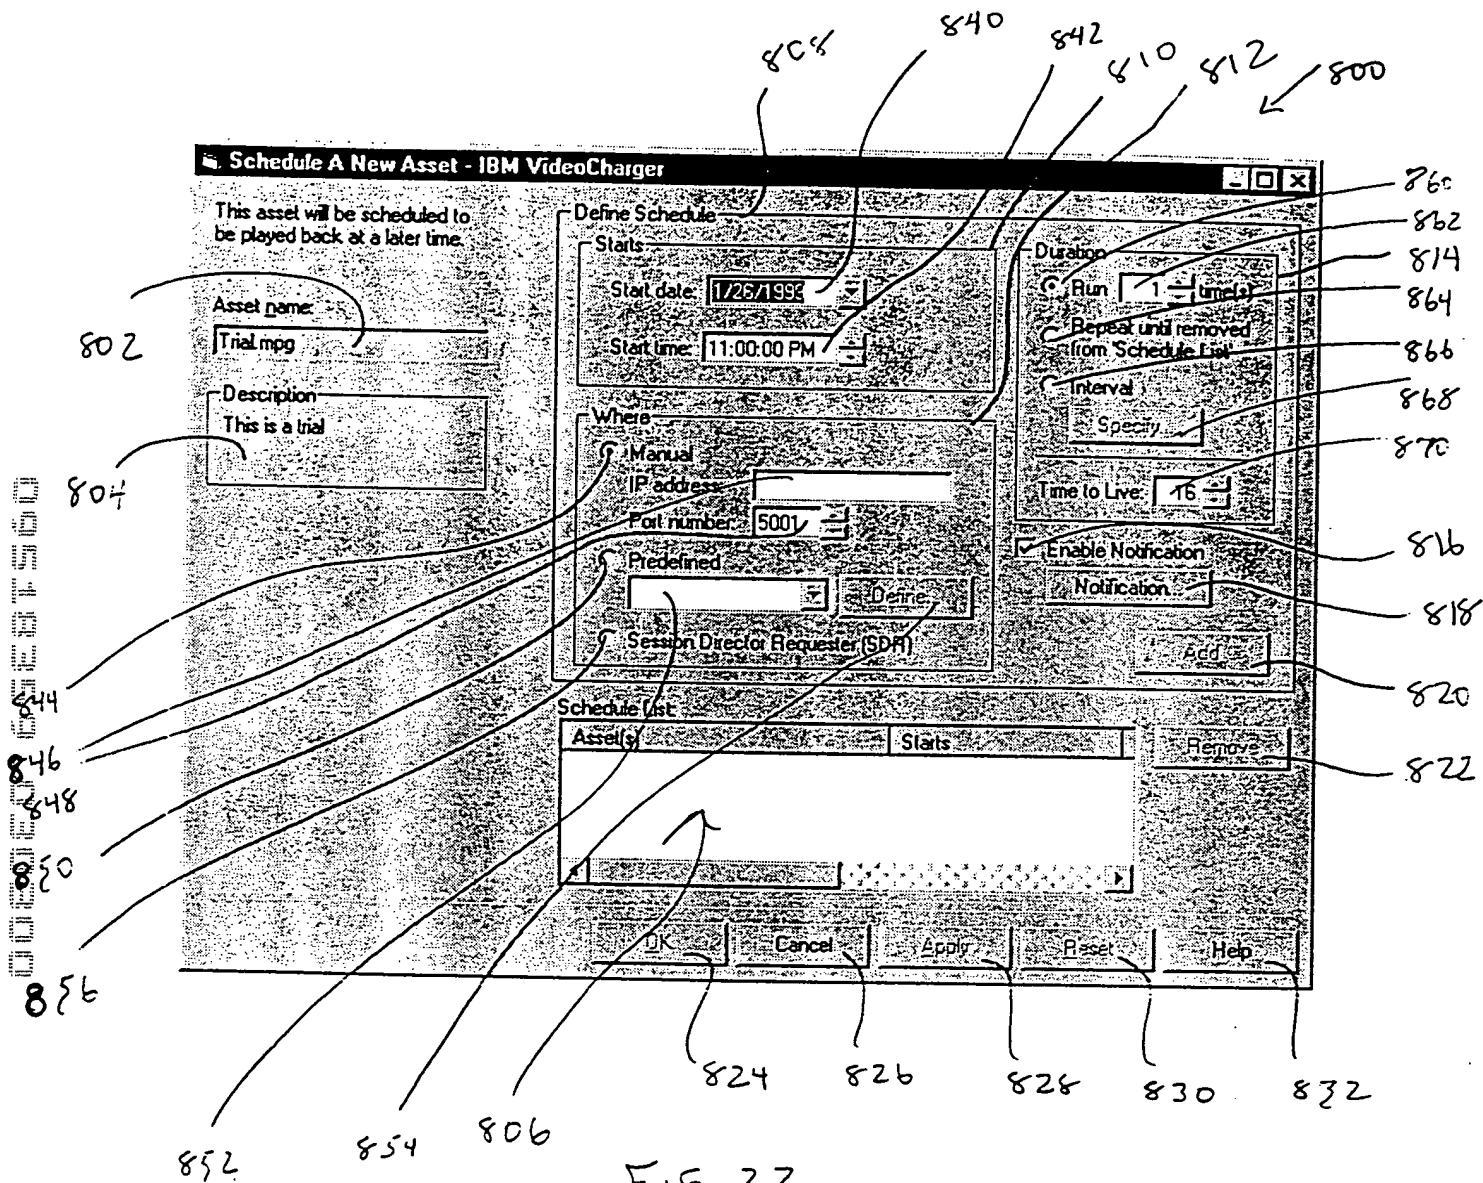 808
840
842
810
812
800
Schedule A New Asset - IBM VideoCharger
This asset will be scheduled to
be played back at a later time.
Asset name:
Trial.mpg
Description
This is a trial
802
804
Define Schedule
Starts
Start date: 1/26/1999
Start time: 11:00:00 PM
Where
Manual
IP address:
Port number: 5001
Predefined
Define...
Session Director Requester (SDR)
Duration
Run 1 time(s)
Repeat until removed
from 'Schedule List'
Interval
Specify...
Time to Live: 16
Enable Notification
Notification...
Add
860
862
814
864
866
868
870
816
818
820
822
Schedule List:
Asset(s) Starts
Remove
OK Cancel Apply Reset Help
844
846
848
850
856
852
854
806
824
826
828
830
832